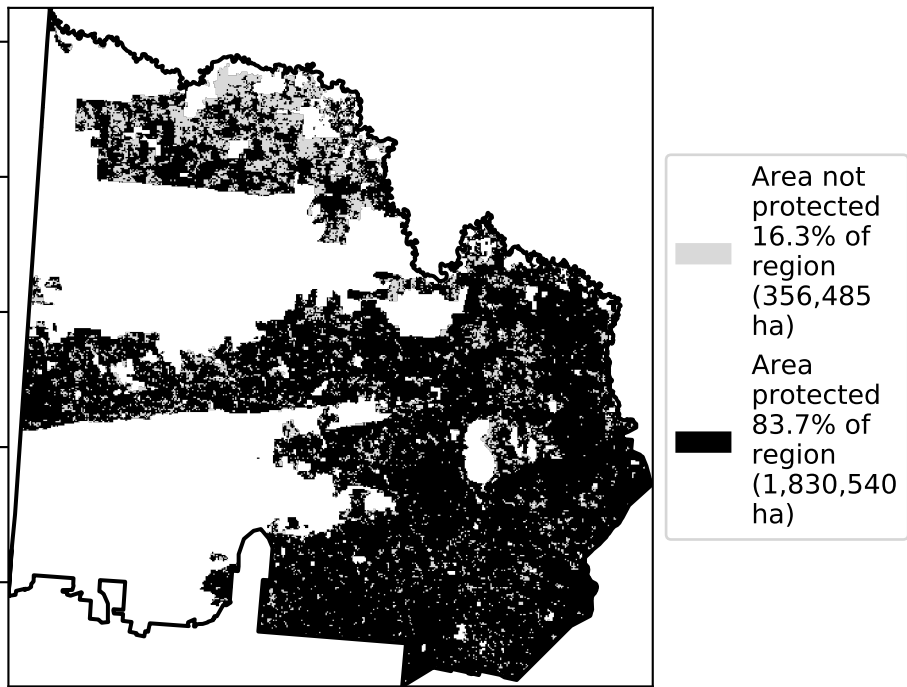 Area not
protected
16.3% of
region
(356,485
ha)
Area
protected
83.7% of
region
(1,830,540
ha)